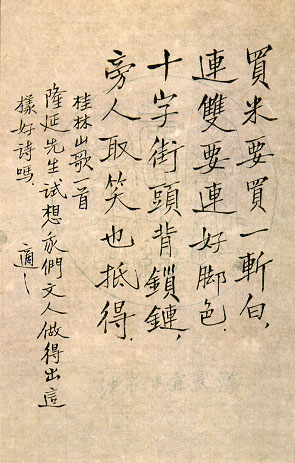 買米要買一斬白，
連雙要連好脚色．
十字街頭背鎖鏈，
旁人取笑也抵得．
桂林山歌一首
隆延先生試想我們文人做得出這
樣好诗嗎．
適之